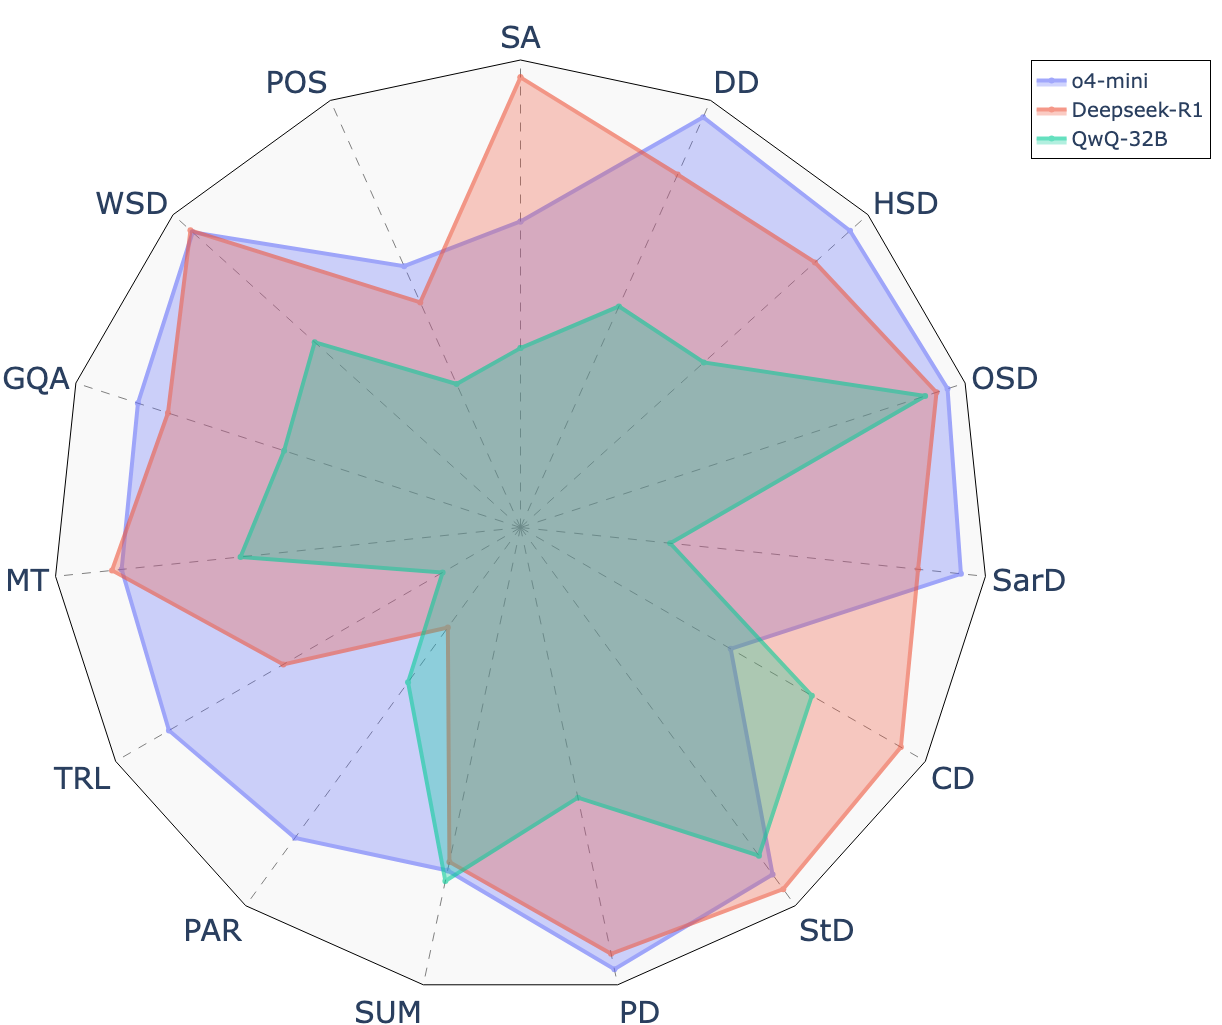 SA
POS
DD
WSD
HSD
GQA
OSD
MT
SarD
TRL
CD
PAR
StD
SUM
PD
o4-mini
Deepseek-R1
QwQ-32B